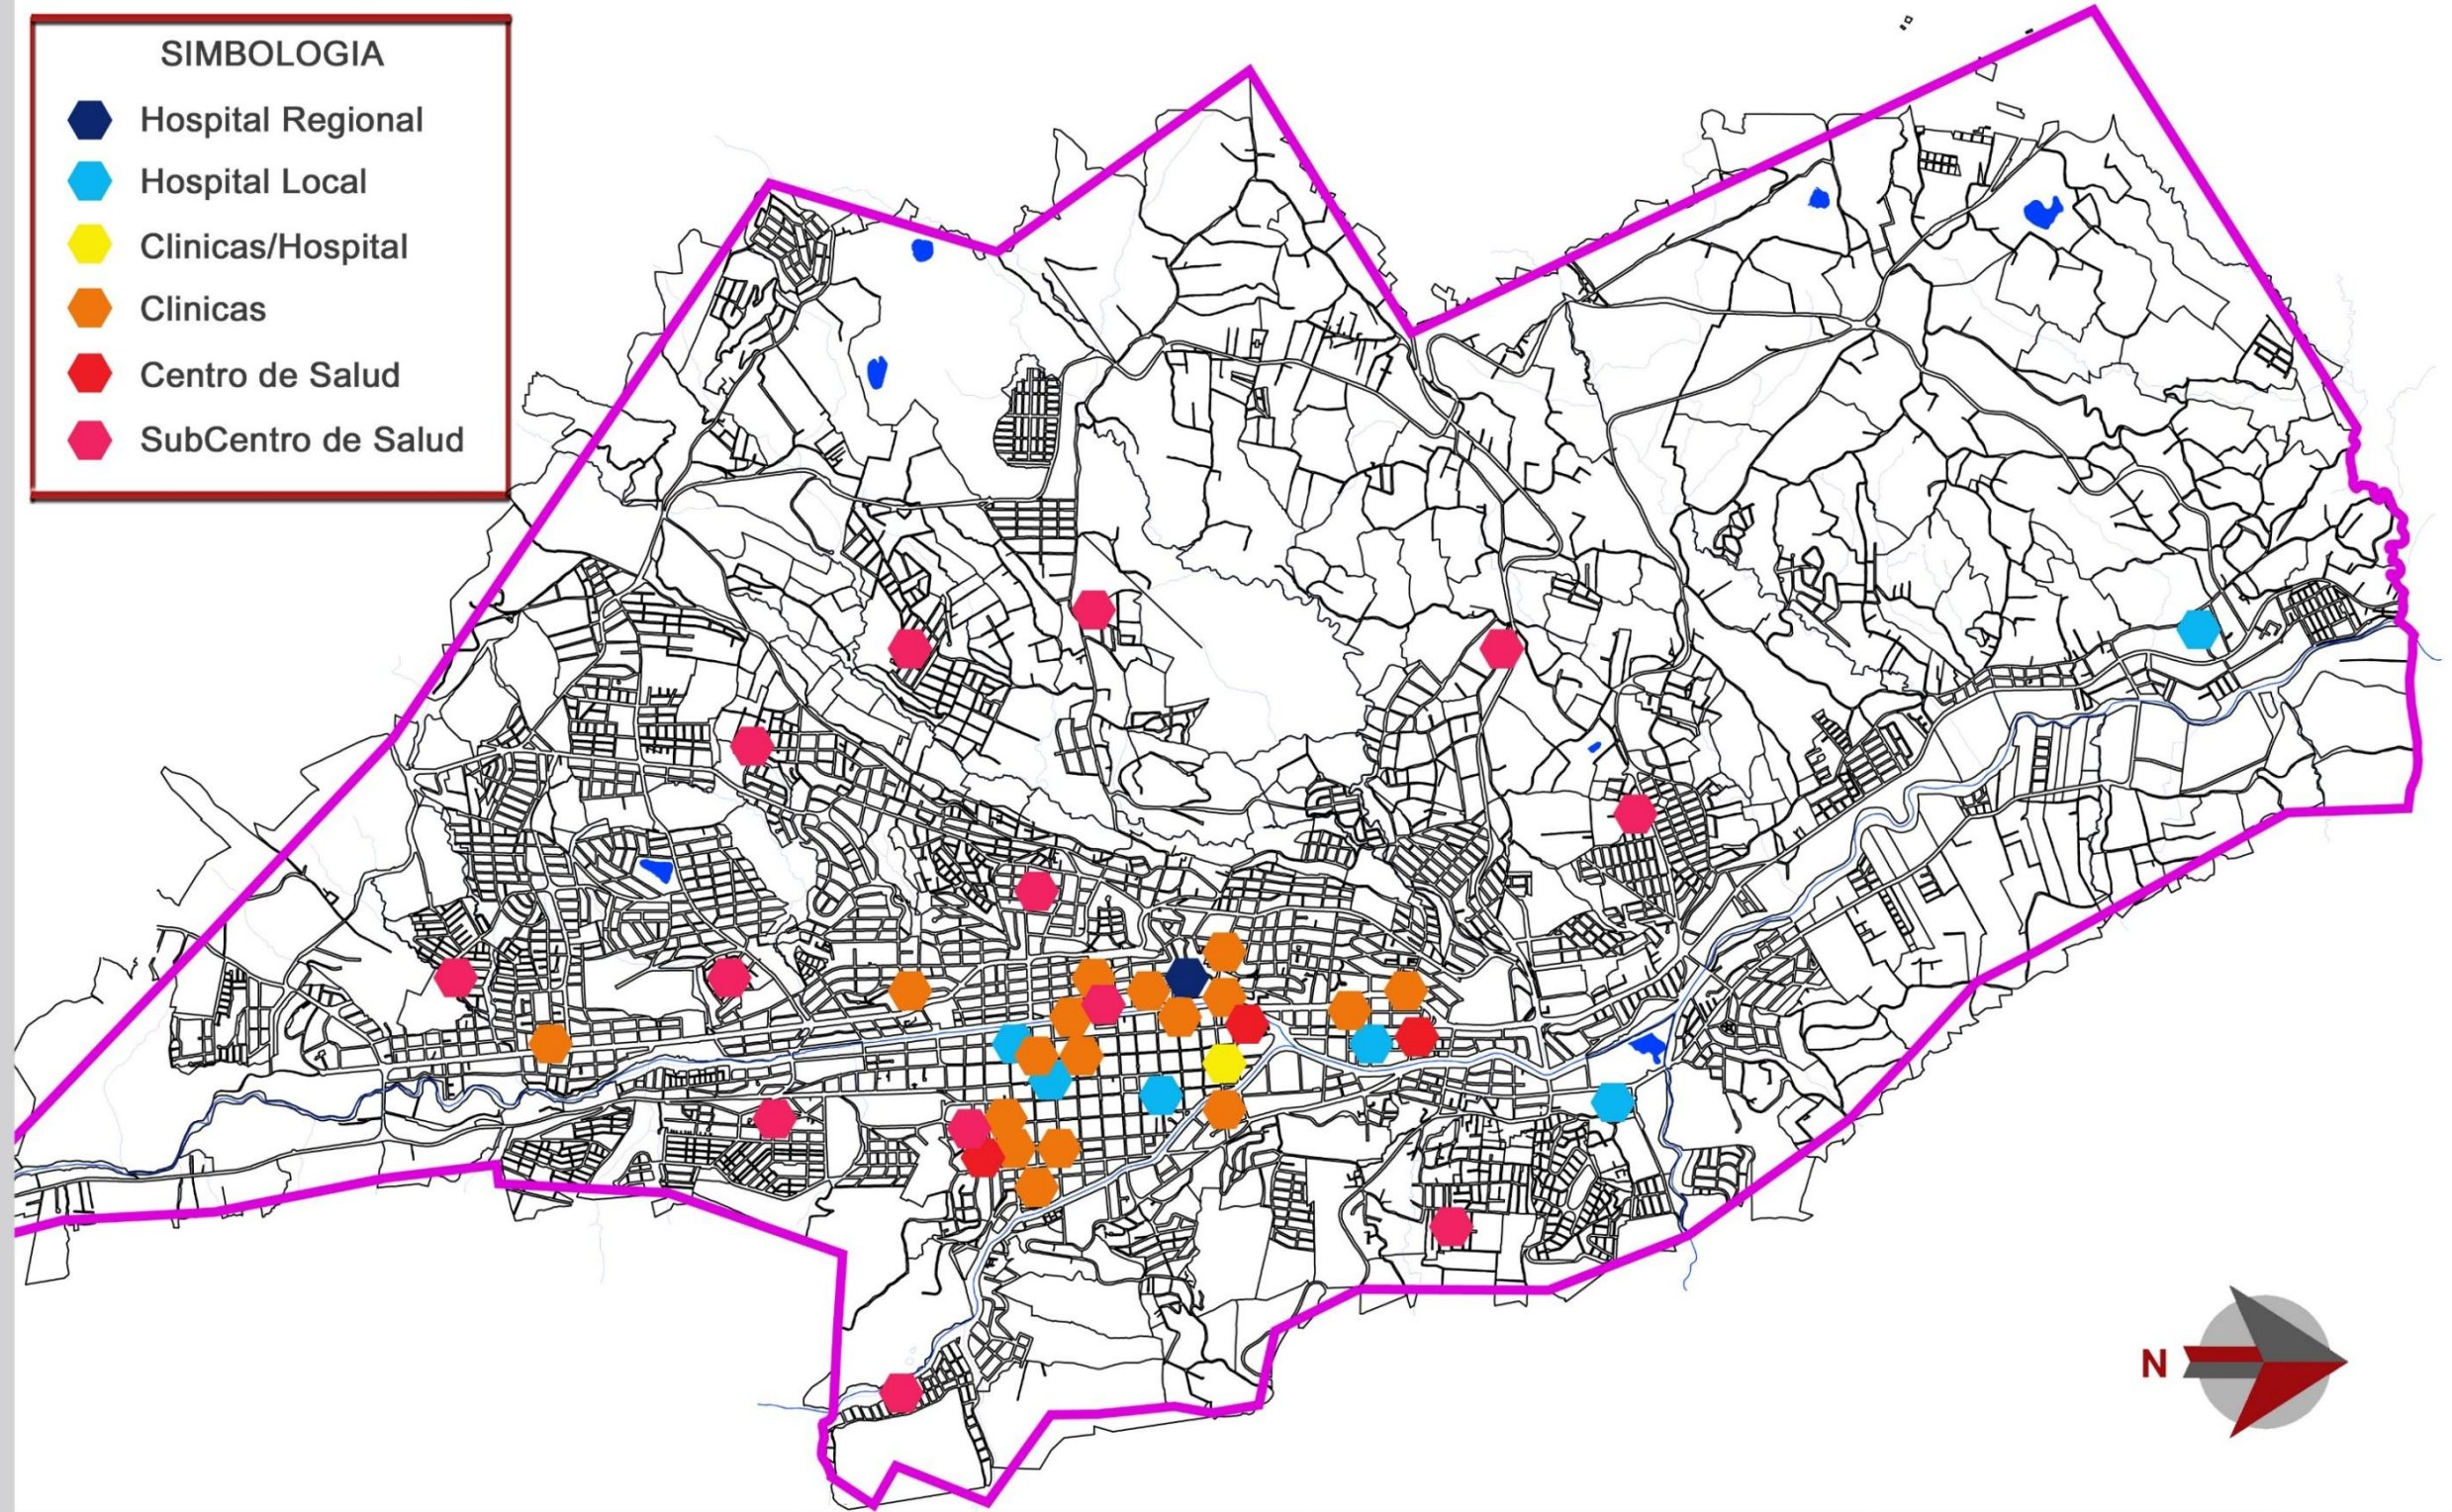 SIMBOLOGIA
Hospital Regional
Hospital Local
Clinicas/Hospital
Clinicas
Centro de Salud
SubCentro de Salud
N